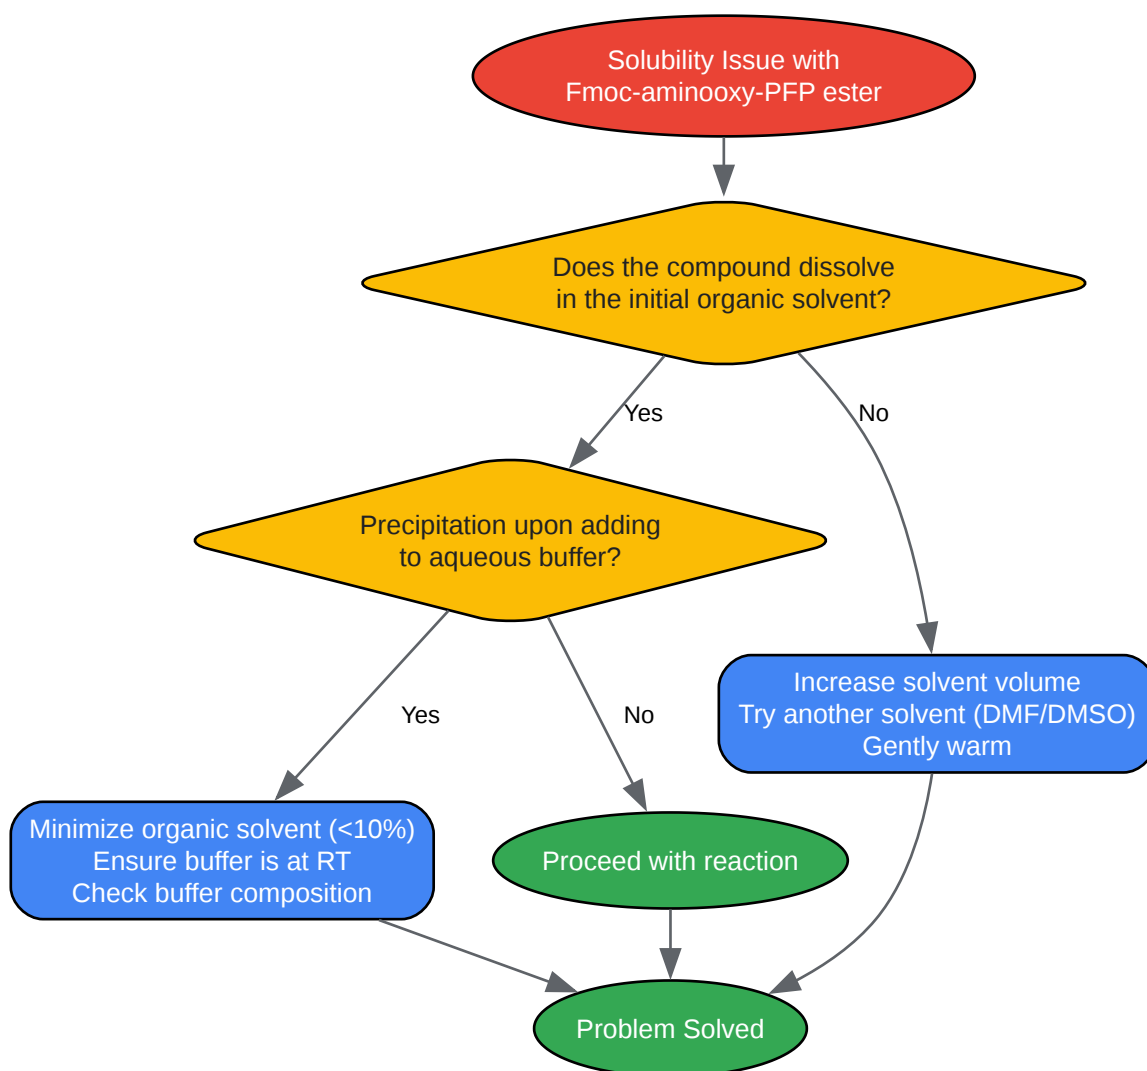 Solubility Issue with
Fmoc-aminooxy-PFP ester
Does the compound dissolve
in the initial organic solvent?
Yes
No
Precipitation upon adding
to aqueous buffer?
Increase solvent volume
Try another solvent (DMF/DMSO)
Gently warm
Yes
No
Minimize organic solvent (<10%)
Ensure buffer is at RT
Check buffer composition
Proceed with reaction
Problem Solved